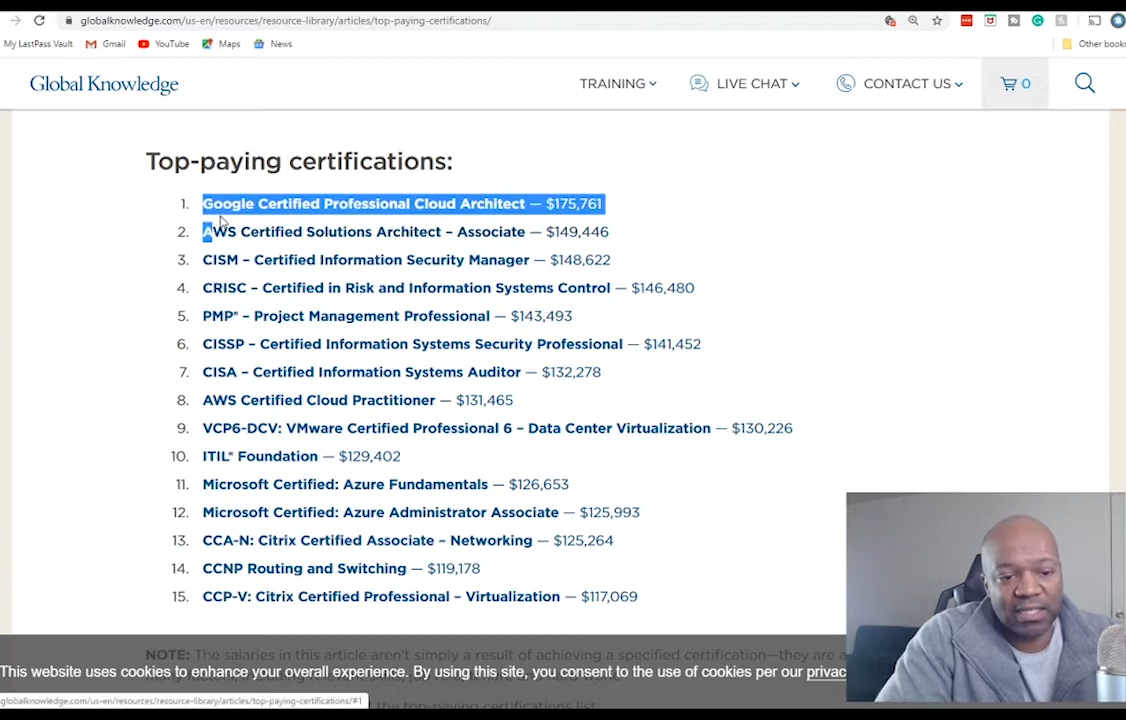 globalknowledge.com/us-en/resources/resource-library/articles/top-paying-certifications/
My LastPass Vault Gmail YouTube Maps News Other book
Global Knowledge TRAINING LIVE CHAT CONTACT US 0
Top-paying certifications:
1. Google Certified Professional Cloud Architect — $175,761
2. AWS Certified Solutions Architect – Associate — $149,446
3. CISM – Certified Information Security Manager — $148,622
4. CRISC – Certified in Risk and Information Systems Control — $146,480
5. PMP® – Project Management Professional — $143,493
6. CISSP – Certified Information Systems Security Professional — $141,452
7. CISA – Certified Information Systems Auditor — $132,278
8. AWS Certified Cloud Practitioner — $131,465
9. VCP6-DCV: VMware Certified Professional 6 – Data Center Virtualization — $130,226
10. ITIL® Foundation — $129,402
11. Microsoft Certified: Azure Fundamentals — $126,653
12. Microsoft Certified: Azure Administrator Associate — $125,993
13. CCA-N: Citrix Certified Associate – Networking — $125,264
14. CCNP Routing and Switching — $119,178
15. CCP-V: Citrix Certified Professional – Virtualization — $117,069
NOTE: The salaries in this article aren't simply a result of achieving a specified certification—they are a
This website uses cookies to enhance your overall experience. By using this site, you consent to the use of cookies per our privac
globalknowledge.com/us-en/resources/resource-library/articles/top-paying-certifications/#1
the top-paying certifications list.